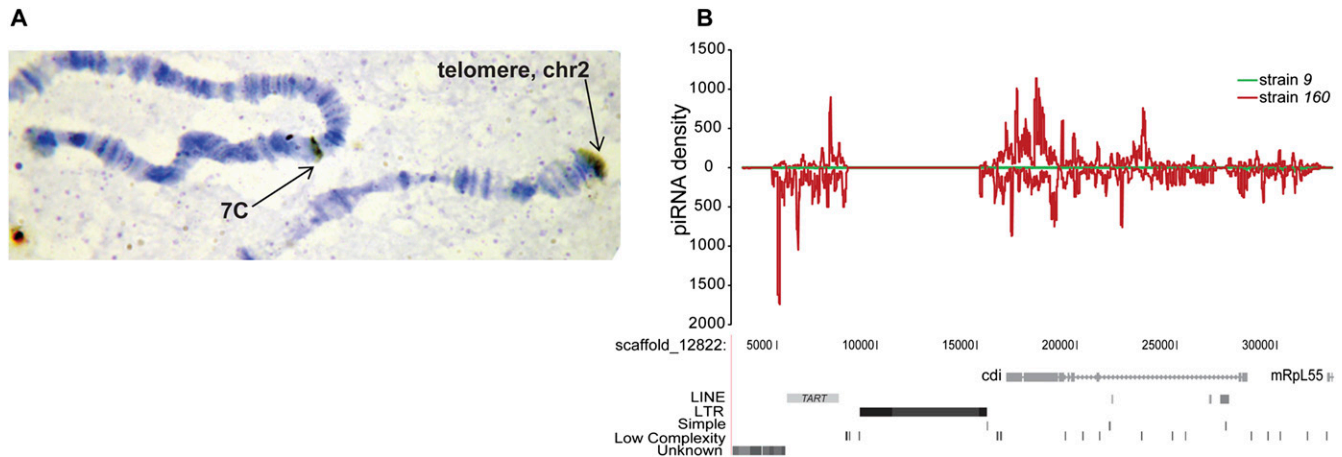 A
telomere, chr2
7C
B
1500
1000
500
0
500
1000
1500
2000
piRNA density
strain 9
strain 160
scaffold_12822: 5000 10000 15000 20000 25000 30000
cdi mRpL55
LINE TART
LTR
Simple
Low Complexity
Unknown